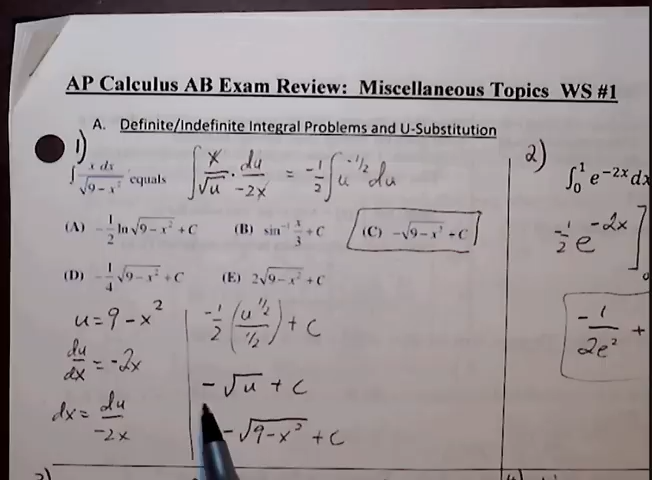 AP Calculus AB Exam Review: Miscellaneous Topics WS #1
A. Definite/Indefinite Integral Problems and U-Substitution
1)
∫ x dx/√(9-x²) equals ∫ x/√u · du/-2x = -1/2 ∫ u^(-1/2) du
(A) -1/2 ln √(9-x²) + C (B) sin⁻¹ x/3 + C (C) -√(9-x²) + C
(D) -1/4 √(9-x²) + C (E) 2√(9-x²) + C
u = 9 - x²
du/dx = -2x
dx = du/-2x
-1/2 (u^(1/2)/(1/2)) + C
-√u + C
-√(9-x²) + C
2)
∫₀¹ e^(-2x) dx
-1/2 e^(-2x) ]₀
-1/2e² +